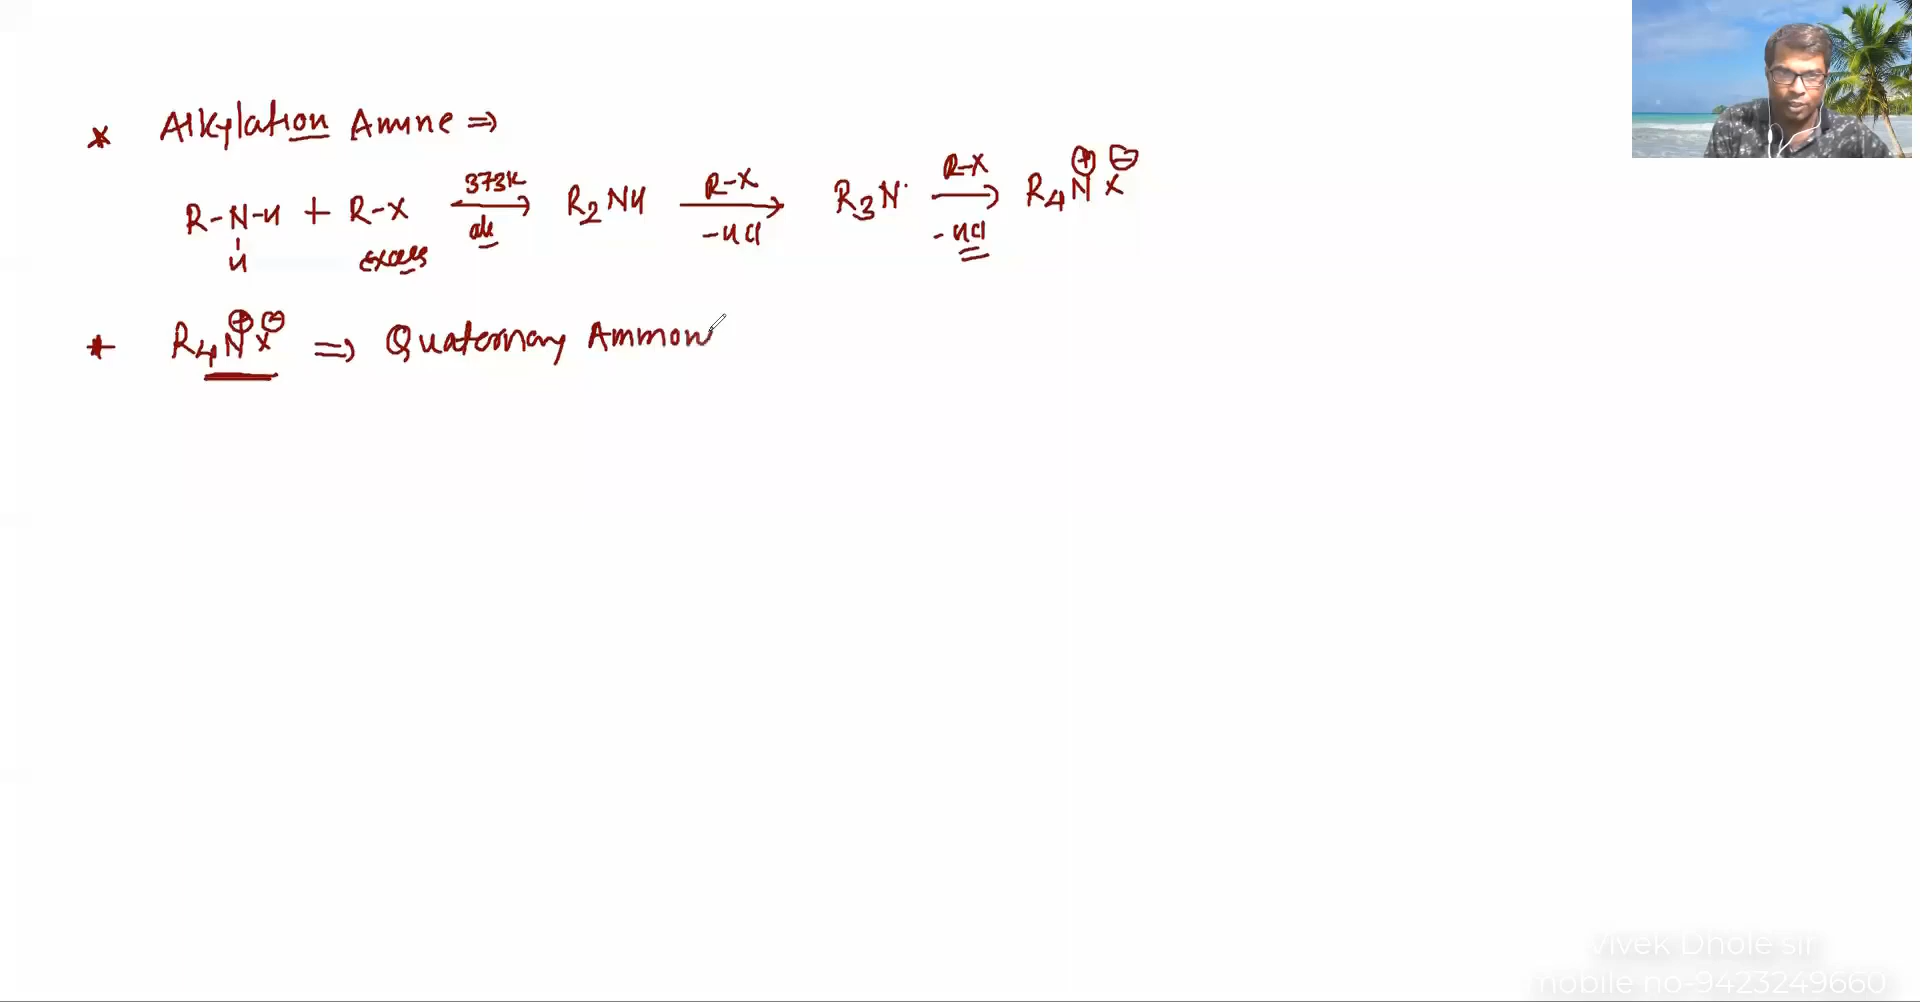 * Alkylation Amine ⇒
R-N-H + R-X 373K alc → R₂NH R-X → -HCl R₃N R-X → -HCl R₄N⊕ X⊖
H excess
* R₄N⊕ X⊖ ⇒ Quaternary Ammon
Vivek Dhole sir
mobile no-9423249660